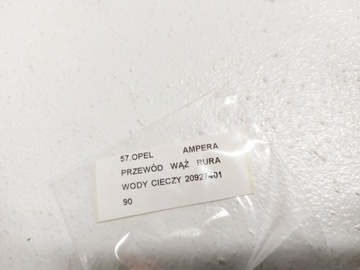 57.OPEL AMPERA
PRZEWÓD WĄŻ RURA
WODY CIECZY 20927401
90